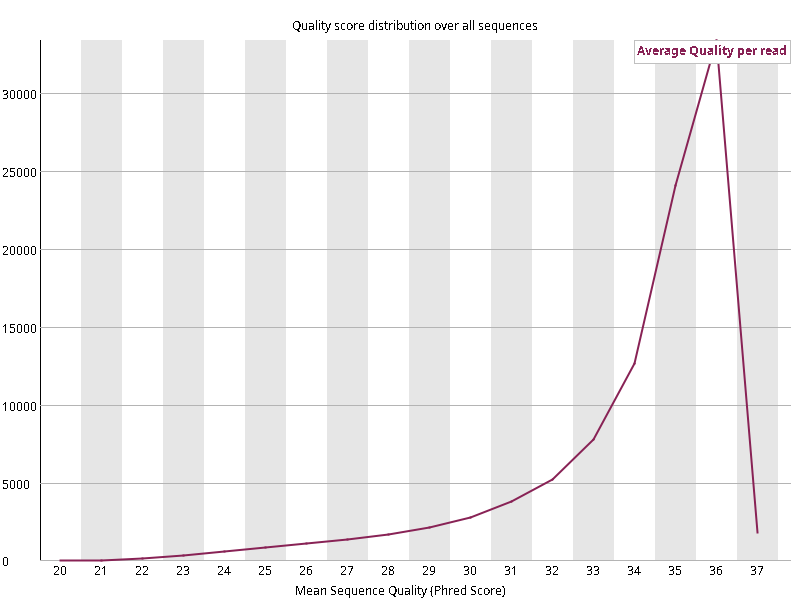 Quality score distribution over all sequences
Average Quality per read
30000
25000
20000
15000
10000
5000
0
20 21 22 23 24 25 26 27 28 29 30 31 32 33 34 35 36 37
Mean Sequence Quality (Phred Score)